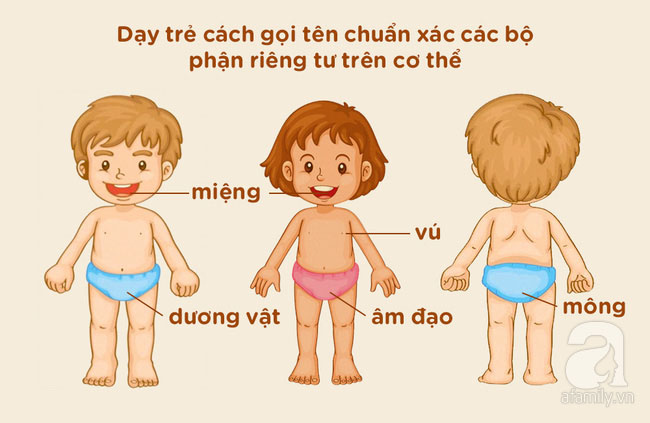 Dạy trẻ cách gọi tên chuẩn xác các bộ
phận riêng tư trên cơ thể
miệng
vú
dương vật
âm đạo
mông
a
afamily.vn